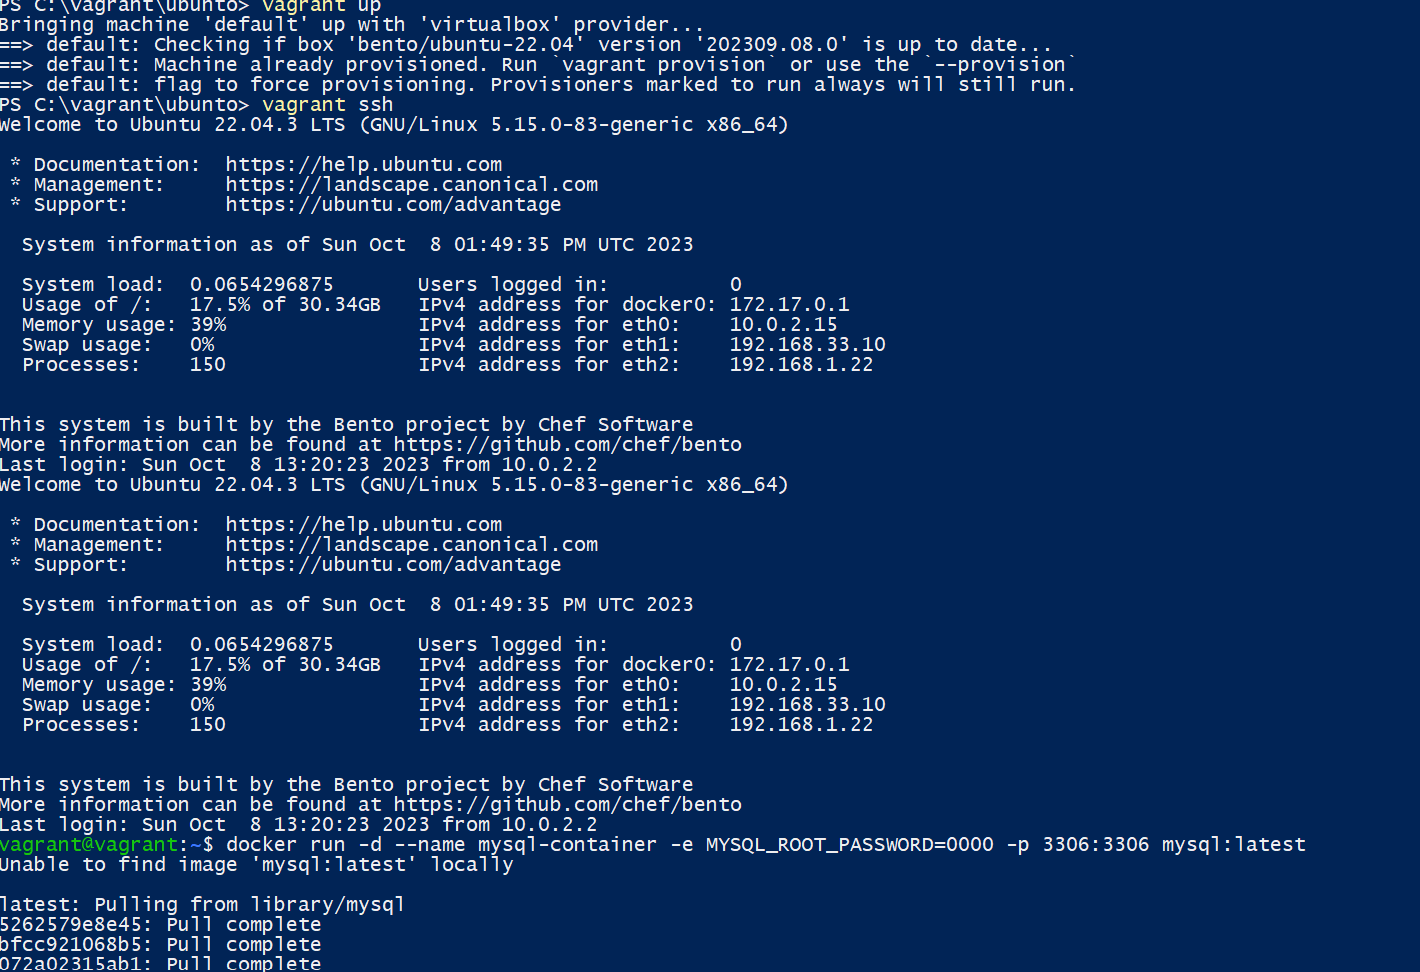 PS C:\vagrant\ubunto> vagrant up
Bringing machine 'default' up with 'virtualbox' provider...
==> default: Checking if box 'bento/ubuntu-22.04' version '202309.08.0' is up to date...
==> default: Machine already provisioned. Run `vagrant provision` or use the `--provision`
==> default: flag to force provisioning. Provisioners marked to run always will still run.
PS C:\vagrant\ubunto> vagrant ssh
Welcome to Ubuntu 22.04.3 LTS (GNU/Linux 5.15.0-83-generic x86_64)
* Documentation:  https://help.ubuntu.com
* Management:     https://landscape.canonical.com
* Support:        https://ubuntu.com/advantage
System information as of Sun Oct  8 01:49:35 PM UTC 2023
System load:  0.0654296875       Users logged in:          0
Usage of /:   17.5% of 30.34GB   IPv4 address for docker0: 172.17.0.1
Memory usage: 39%                IPv4 address for eth0:    10.0.2.15
Swap usage:   0%                 IPv4 address for eth1:    192.168.33.10
Processes:    150                IPv4 address for eth2:    192.168.1.22
This system is built by the Bento project by Chef Software
More information can be found at https://github.com/chef/bento
Last login: Sun Oct  8 13:20:23 2023 from 10.0.2.2
Welcome to Ubuntu 22.04.3 LTS (GNU/Linux 5.15.0-83-generic x86_64)
* Documentation:  https://help.ubuntu.com
* Management:     https://landscape.canonical.com
* Support:        https://ubuntu.com/advantage
System information as of Sun Oct  8 01:49:35 PM UTC 2023
System load:  0.0654296875       Users logged in:          0
Usage of /:   17.5% of 30.34GB   IPv4 address for docker0: 172.17.0.1
Memory usage: 39%                IPv4 address for eth0:    10.0.2.15
Swap usage:   0%                 IPv4 address for eth1:    192.168.33.10
Processes:    150                IPv4 address for eth2:    192.168.1.22
This system is built by the Bento project by Chef Software
More information can be found at https://github.com/chef/bento
Last login: Sun Oct  8 13:20:23 2023 from 10.0.2.2
vagrant@vagrant:~$ docker run -d --name mysql-container -e MYSQL_ROOT_PASSWORD=0000 -p 3306:3306 mysql:latest
Unable to find image 'mysql:latest' locally
latest: Pulling from library/mysql
5262579e8e45: Pull complete
bfcc921068b5: Pull complete
072a02315ab1: Pull complete